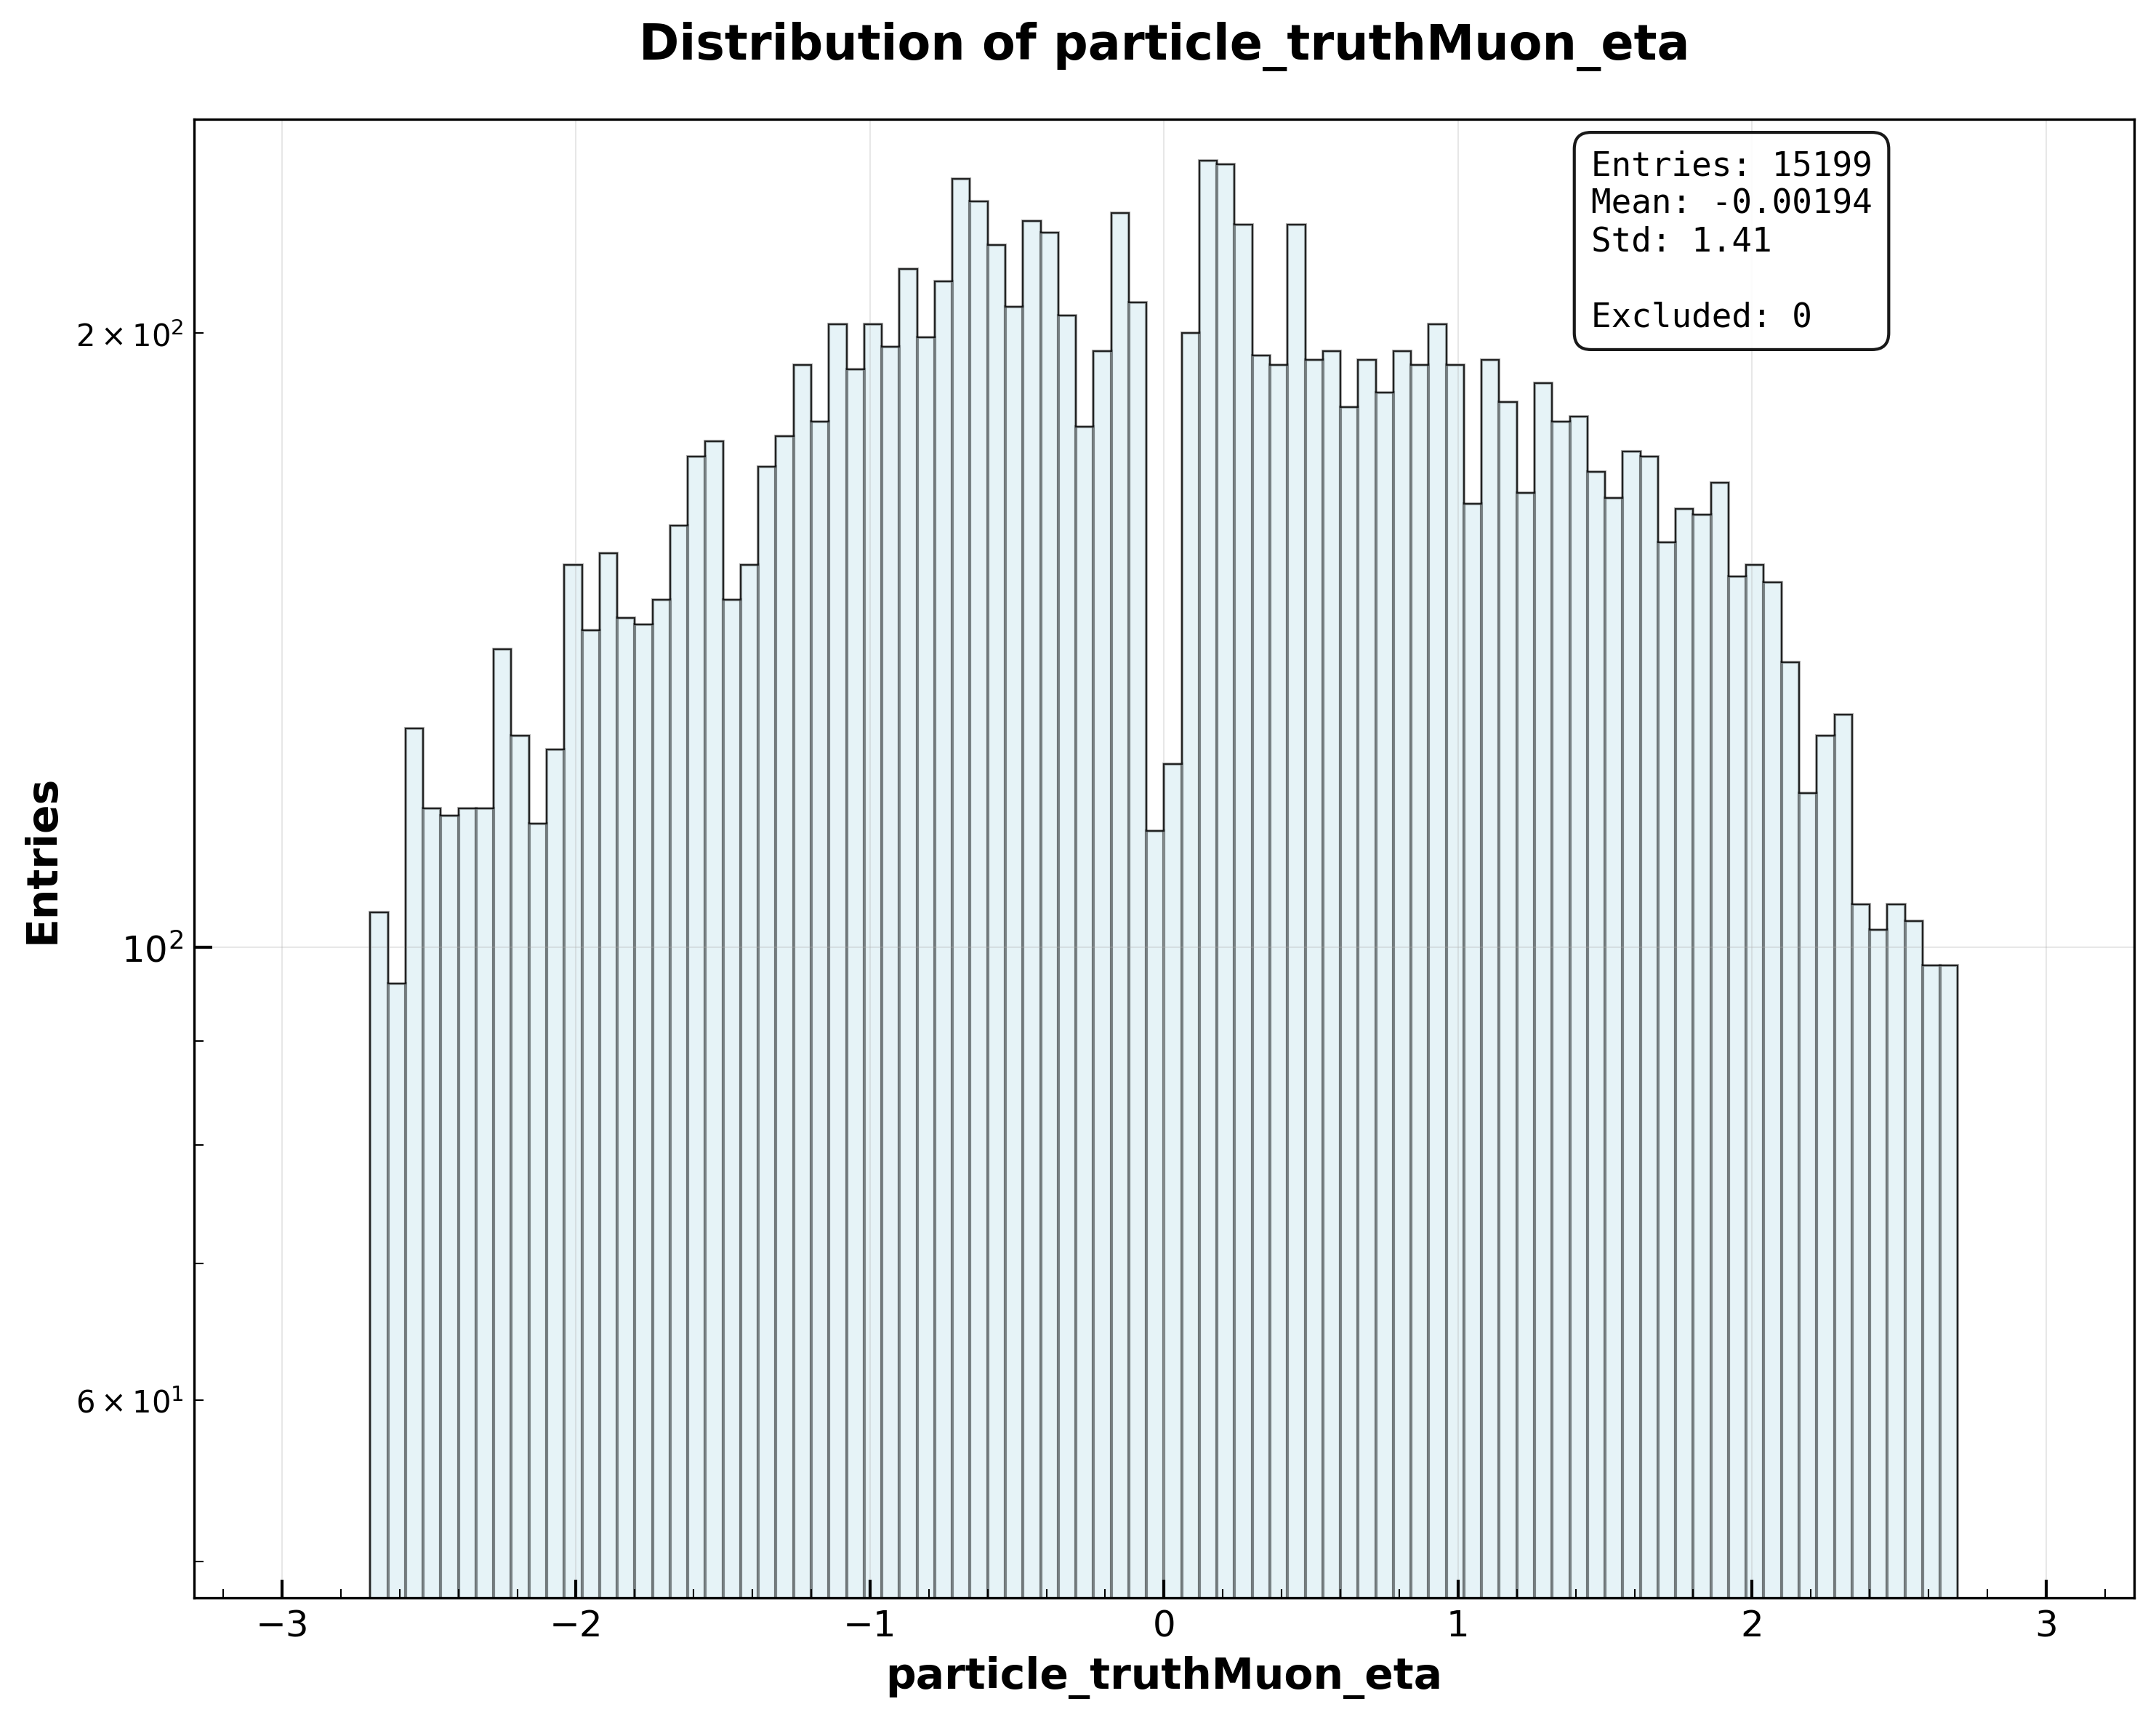 Distribution of particle_truthMuon_eta
Entries: 15199
Mean: -0.00194
Std: 1.41
Excluded: 0
2 × 10²
10²
6 × 10¹
Entries
−3 −2 −1 0 1 2 3
particle_truthMuon_eta